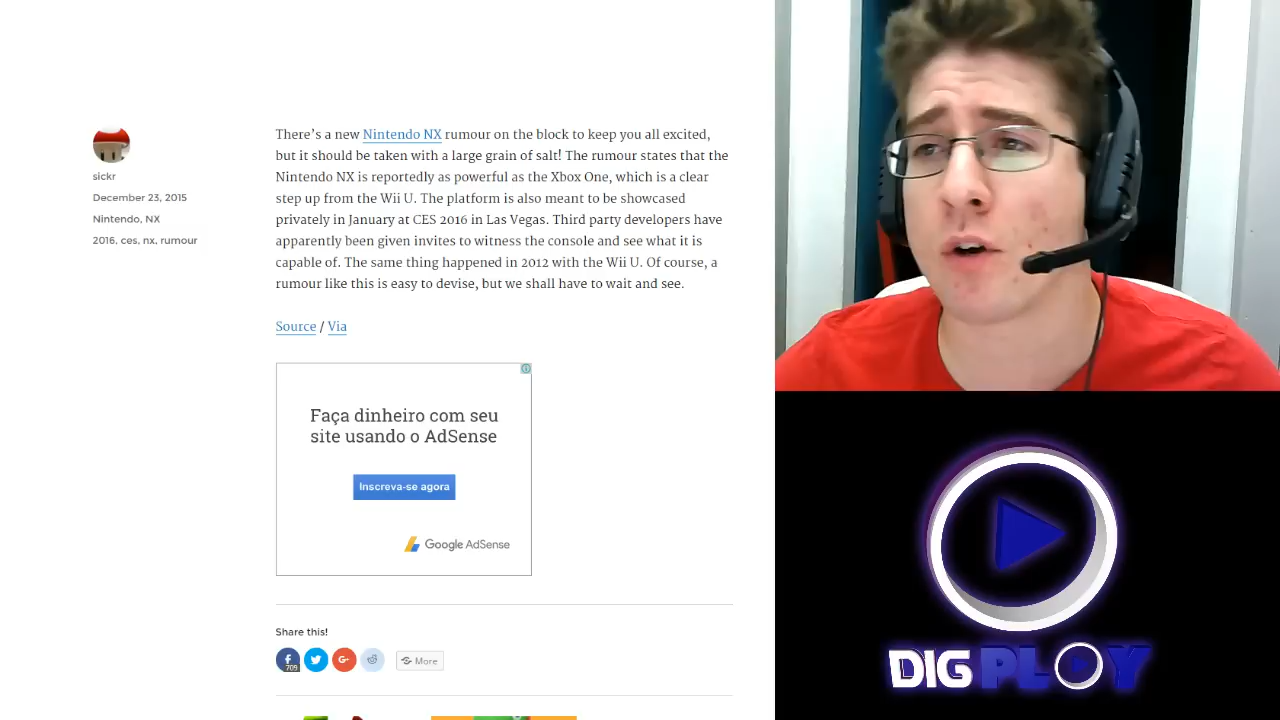 There's a new Nintendo NX rumour on the block to keep you all excited,
but it should be taken with a large grain of salt! The rumour states that the
Nintendo NX is reportedly as powerful as the Xbox One, which is a clear
step up from the Wii U. The platform is also meant to be showcased
privately in January at CES 2016 in Las Vegas. Third party developers have
apparently been given invites to witness the console and see what it is
capable of. The same thing happened in 2012 with the Wii U. Of course, a
rumour like this is easy to devise, but we shall have to wait and see.
sickr
December 23, 2015
Nintendo, NX
2016, ces, nx, rumour
Source / Via
Faça dinheiro com seu
site usando o AdSense
Inscreva-se agora
Google AdSense
Share this!
709
G+
More
DIG PLOY